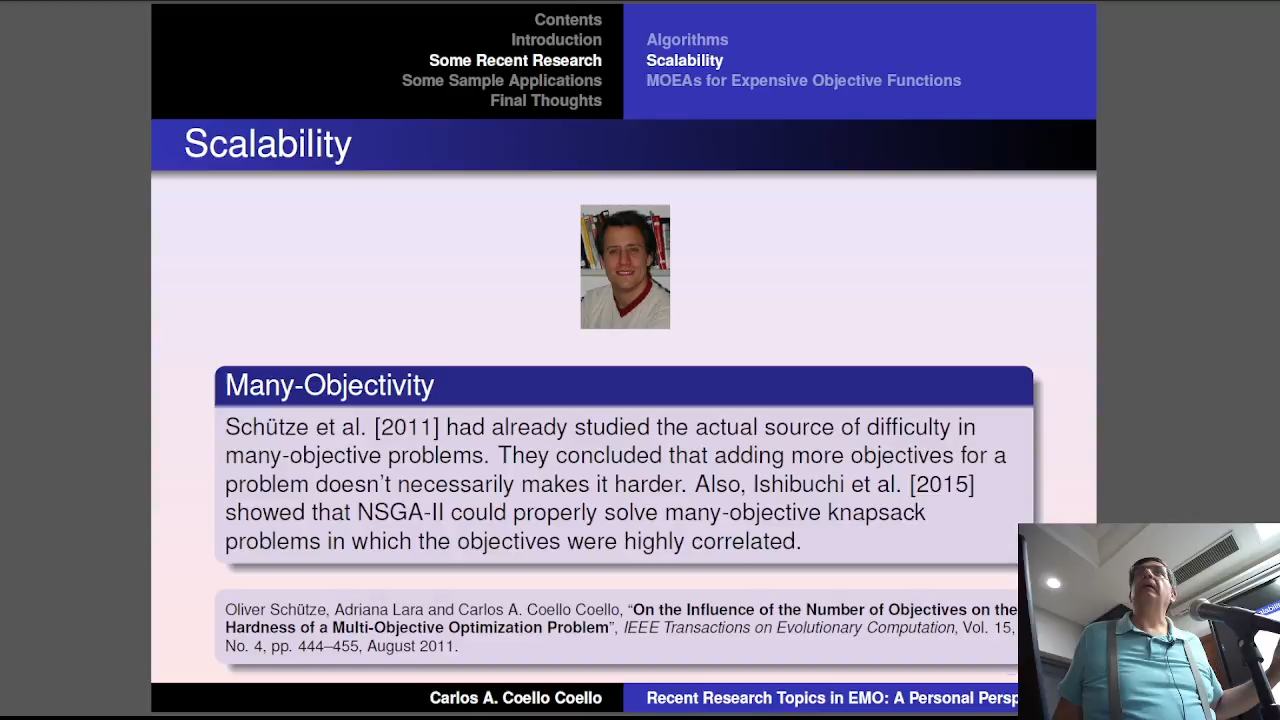 Contents
Introduction
Some Recent Research
Some Sample Applications
Final Thoughts
Algorithms
Scalability
MOEAs for Expensive Objective Functions
Scalability
Many-Objectivity
Schütze et al. [2011] had already studied the actual source of difficulty in
many-objective problems. They concluded that adding more objectives for a
problem doesn't necessarily makes it harder. Also, Ishibuchi et al. [2015]
showed that NSGA-II could properly solve many-objective knapsack
problems in which the objectives were highly correlated.
Oliver Schütze, Adriana Lara and Carlos A. Coello Coello, “On the Influence of the Number of Objectives on the
Hardness of a Multi-Objective Optimization Problem”, IEEE Transactions on Evolutionary Computation, Vol. 15,
No. 4, pp. 444–455, August 2011.
Carlos A. Coello Coello
Recent Research Topics in EMO: A Personal Persp